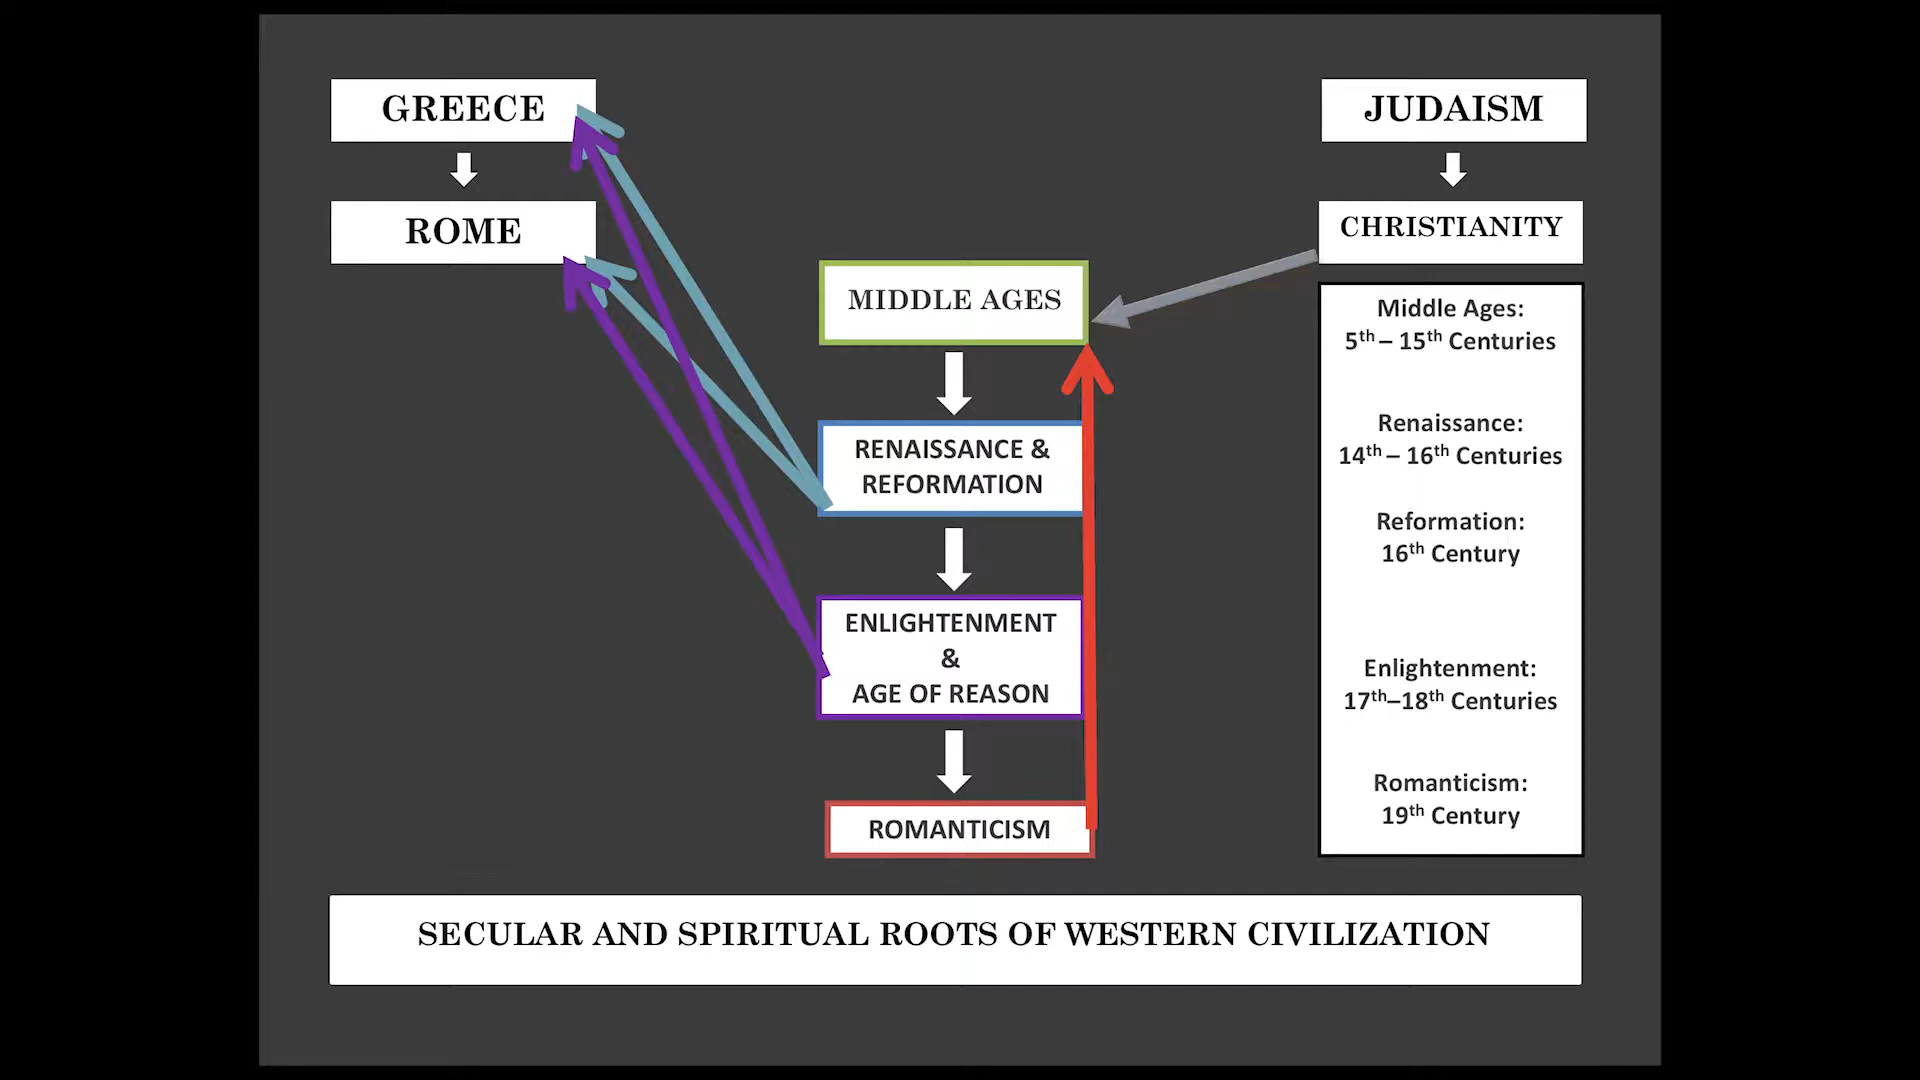 GREECE
ROME
JUDAISM
CHRISTIANITY
MIDDLE AGES
RENAISSANCE &
REFORMATION
ENLIGHTENMENT
&
AGE OF REASON
ROMANTICISM
Middle Ages:
5th – 15th Centuries
Renaissance:
14th – 16th Centuries
Reformation:
16th Century
Enlightenment:
17th–18th Centuries
Romanticism:
19th Century
SECULAR AND SPIRITUAL ROOTS OF WESTERN CIVILIZATION